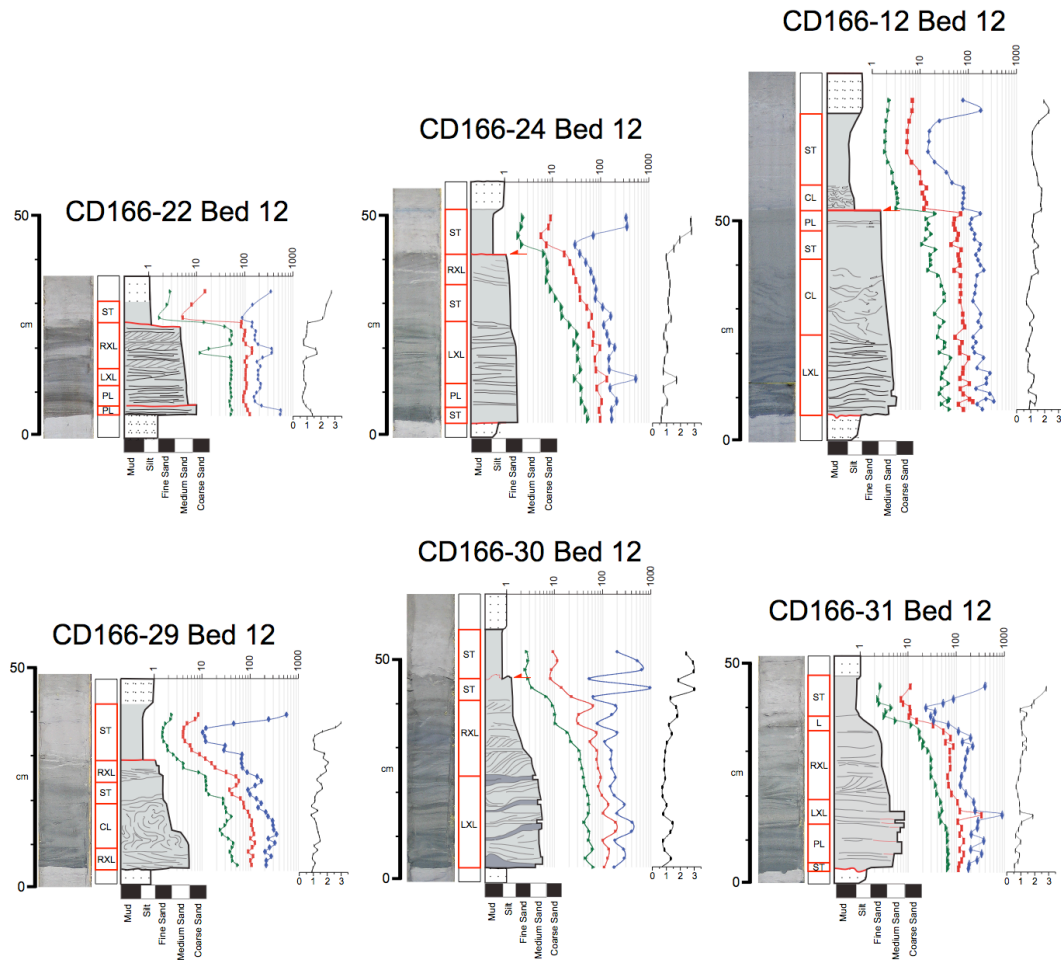 CD166-22 Bed 12
50
cm
0
ST
RXL
LXL
PL
PL
1
10
100
1000
0 1 2 3
Mud
Silt
Fine Sand
Medium Sand
Coarse Sand
CD166-24 Bed 12
50
cm
0
ST
RXL
ST
LXL
PL
ST
1
10
100
1000
0 1 2 3
Mud
Silt
Fine Sand
Medium Sand
Coarse Sand
CD166-12 Bed 12
50
cm
0
ST
CL
PL
ST
CL
LXL
1
10
100
1000
0 1 2 3
Mud
Silt
Fine Sand
Medium Sand
Coarse Sand
CD166-29 Bed 12
50
cm
0
ST
RXL
ST
CL
RXL
1
10
100
1000
0 1 2 3
Mud
Silt
Fine Sand
Medium Sand
Coarse Sand
CD166-30 Bed 12
50
cm
0
ST
ST
RXL
LXL
1
10
100
1000
0 1 2 3
Mud
Silt
Fine Sand
Medium Sand
Coarse Sand
CD166-31 Bed 12
50
cm
0
ST
L
RXL
LXL
PL
ST
1
10
100
1000
0 1 2 3
Mud
Silt
Fine Sand
Medium Sand
Coarse Sand